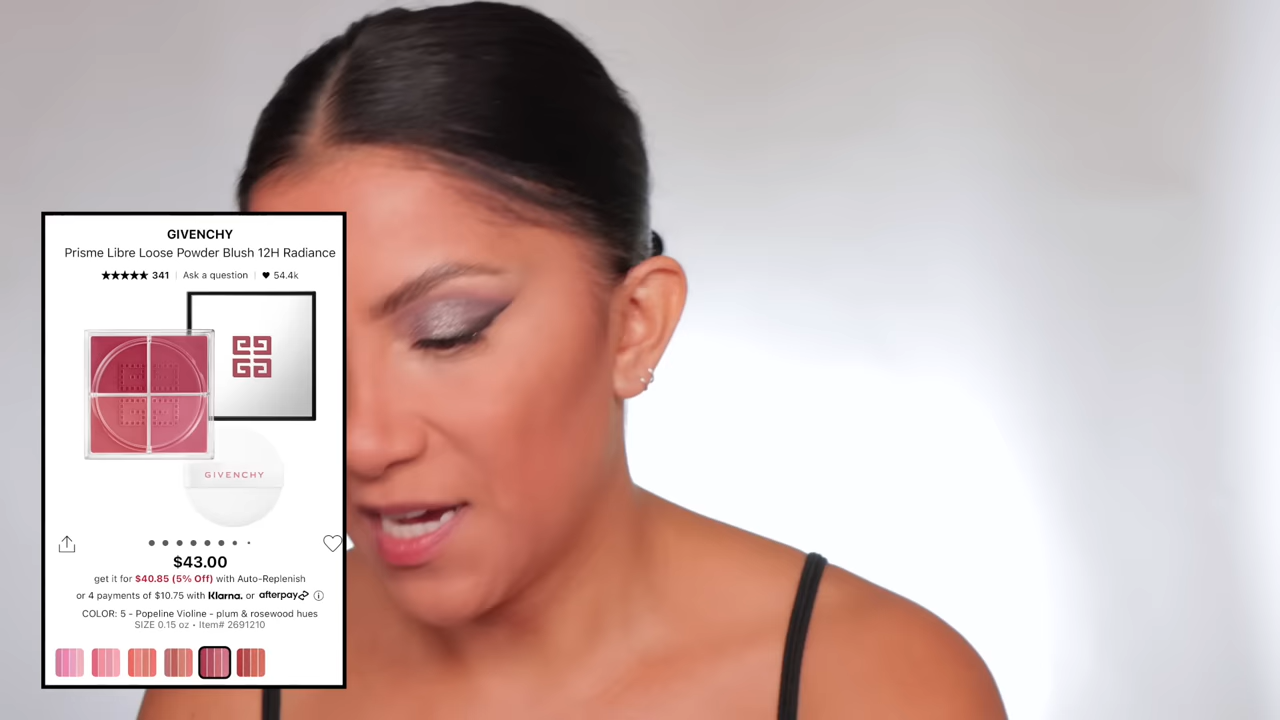 GIVENCHY
Prisme Libre Loose Powder Blush 12H Radiance
★★★★★ 341 | Ask a question | ♥ 54.4k
GIVENCHY
$43.00
get it for $40.85 (5% Off) with Auto-Replenish
or 4 payments of $10.75 with Klarna. or afterpay
COLOR: 5 - Popeline Violine - plum & rosewood hues
SIZE 0.15 oz • Item# 2691210